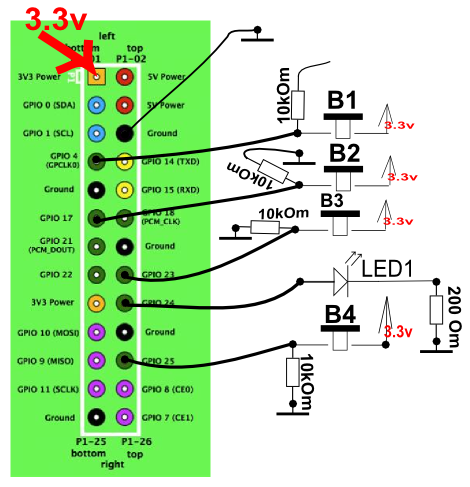 3.3v
left
bottom top
01 P1-02
3V3 Power 5V Power
GPIO 0 (SDA) 5V Power
GPIO 1 (SCL) Ground
GPIO 4
(GPCLK0) GPIO 14 (TXD)
Ground GPIO 15 (RXD)
GPIO 17 GPIO 18
(PCM_CLK)
GPIO 21
(PCM_DOUT) Ground
GPIO 22 GPIO 23
3V3 Power GPIO 24
GPIO 10 (MOSI) Ground
GPIO 9 (MISO) GPIO 25
GPIO 11 (SCLK) GPIO 8 (CE0)
Ground GPIO 7 (CE1)
P1-25 P1-26
bottom top
right
10kOm
B1
3.3v
B2
10kOm
3.3v
B3
10kOm
3.3v
LED1
200 Om
B4
3.3v
10kOm